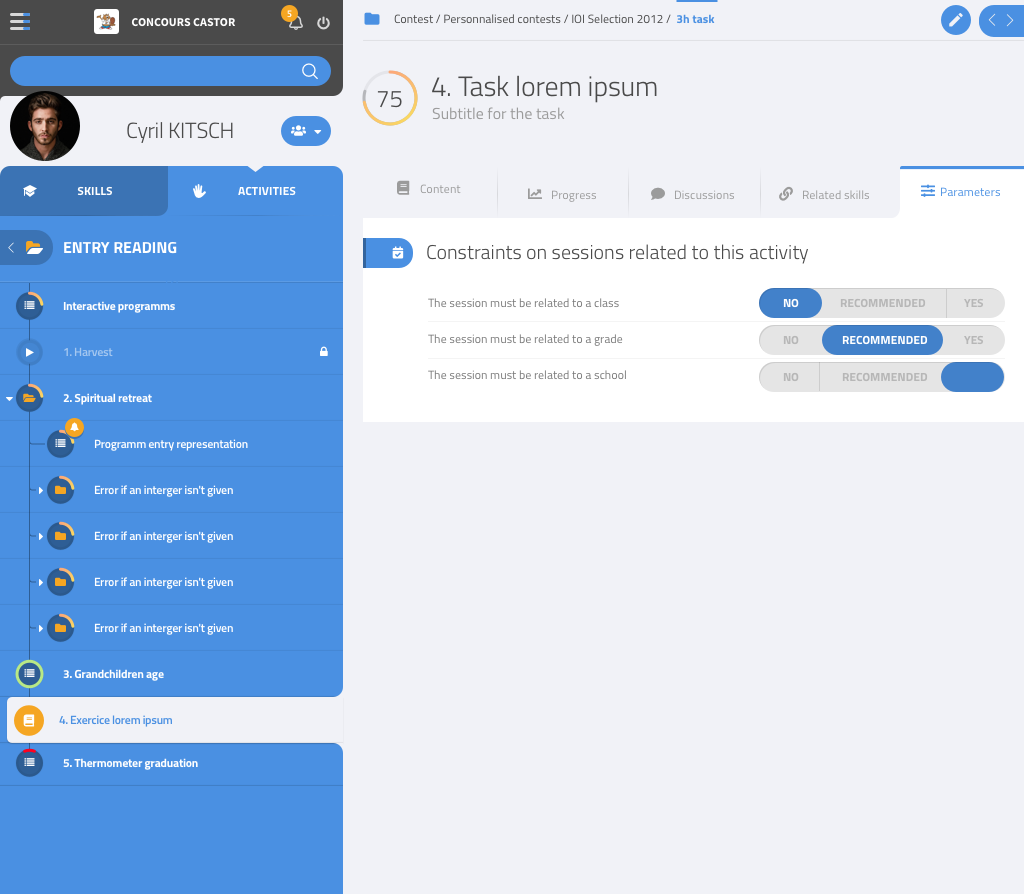 CONCOURS CASTOR
5
Contest / Personnalised contests / IOI Selection 2012 / 3h task
Cyril KITSCH
SKILLS
ACTIVITIES
ENTRY READING
Interactive programms
1. Harvest
2. Spiritual retreat
Programm entry representation
Error if an interger isn't given
Error if an interger isn't given
Error if an interger isn't given
Error if an interger isn't given
3. Grandchildren age
4. Exercice lorem ipsum
5. Thermometer graduation
75
4. Task lorem ipsum
Subtitle for the task
Content
Progress
Discussions
Related skills
Parameters
Constraints on sessions related to this activity
The session must be related to a class
NO RECOMMENDED YES
The session must be related to a grade
NO RECOMMENDED YES
The session must be related to a school
NO RECOMMENDED